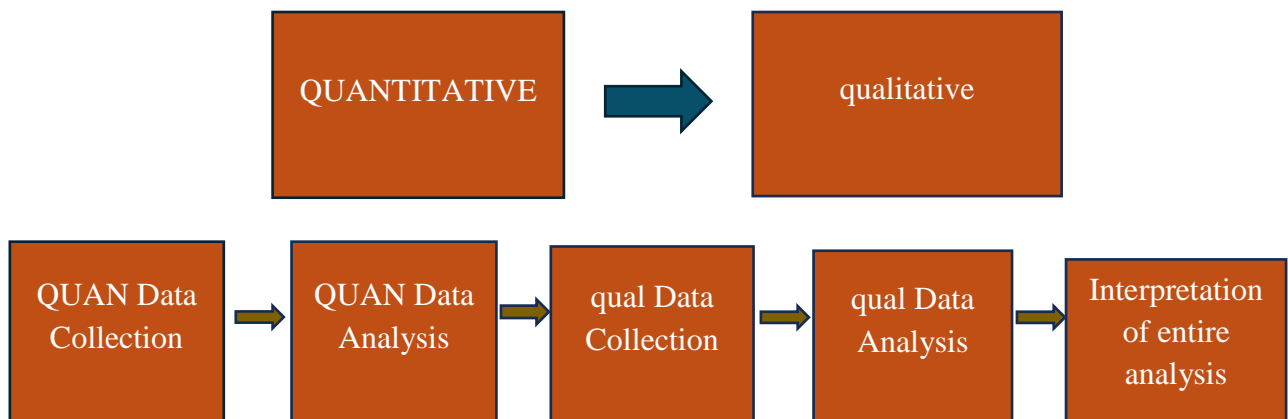 QUANTITATIVE
qualitative
QUAN Data
Collection
QUAN Data
Analysis
qual Data
Collection
qual Data
Analysis
Interpretation
of entire
analysis